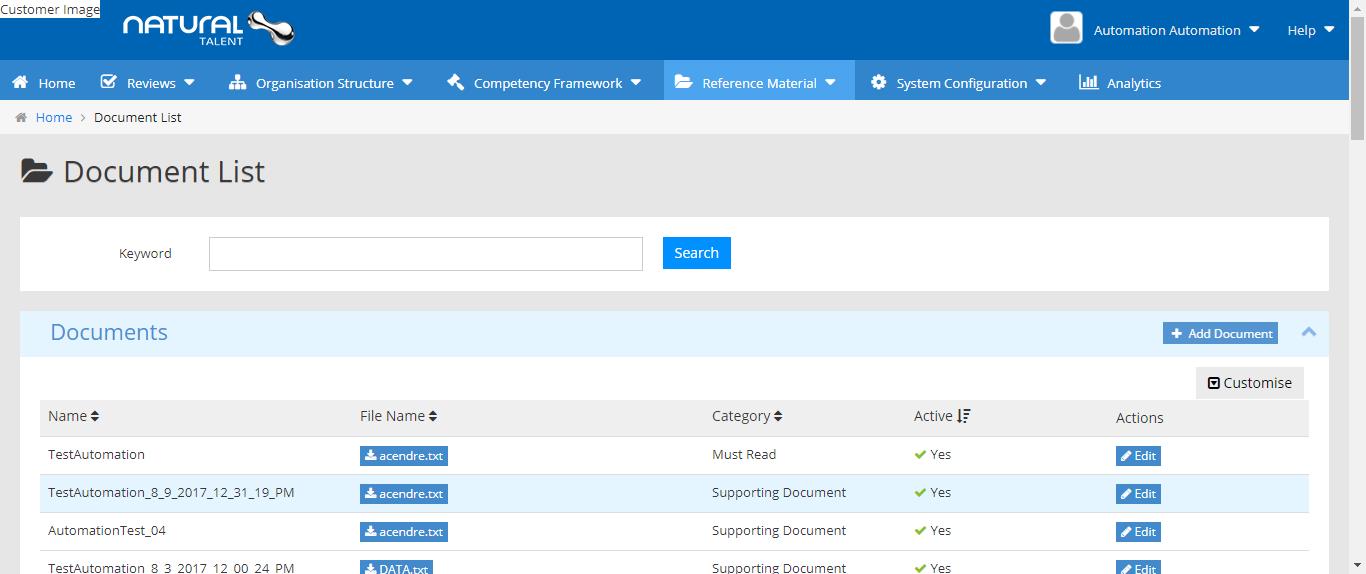 Customer Image
NATURAL
TALENT
Automation Automation
Help
Home
Reviews
Organisation Structure
Competency Framework
Reference Material
System Configuration
Analytics
Home > Document List
Document List
Keyword
Search
Documents
+ Add Document
Customise
Name File Name Category Active Actions
TestAutomation acendre.txt Must Read Yes Edit
TestAutomation_8_9_2017_12_31_19_PM acendre.txt Supporting Document Yes Edit
AutomationTest_04 acendre.txt Supporting Document Yes Edit
TestAutomation_8_3_2017_12_00_24_PM DATA.txt Supporting Document Yes Edit